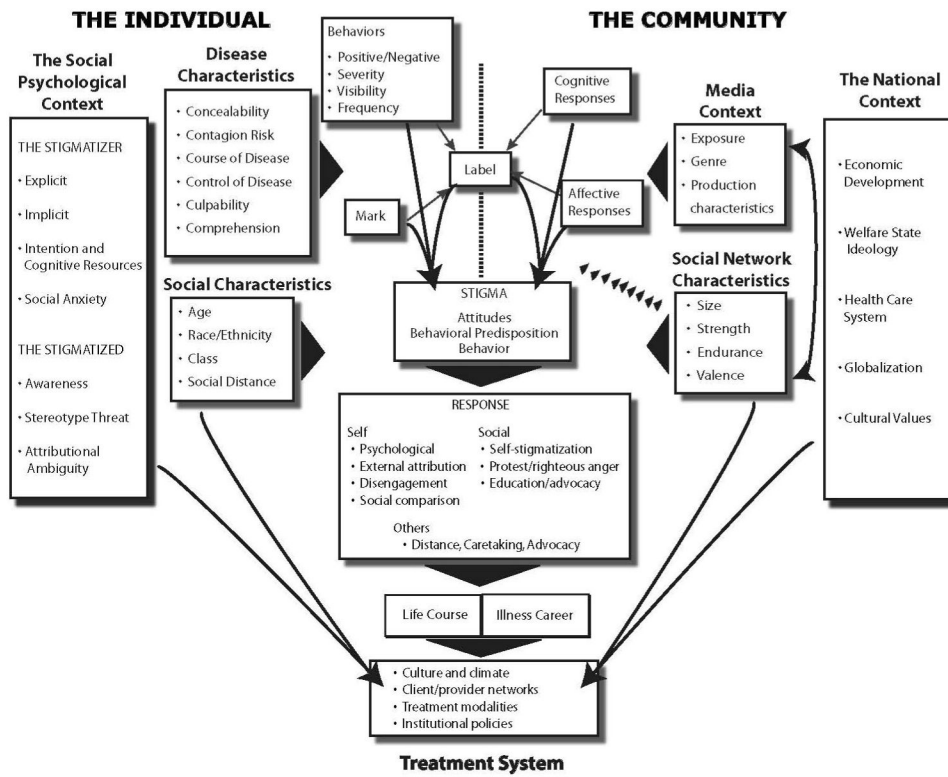 THE INDIVIDUAL
THE COMMUNITY
The Social
Psychological
Context
THE STIGMATIZER
• Explicit
• Implicit
• Intention and
Cognitive Resources
• Social Anxiety
THE STIGMATIZED
• Awareness
• Stereotype Threat
• Attributional
Ambiguity
Disease
Characteristics
• Concealability
• Contagion Risk
• Course of Disease
• Control of Disease
• Culpability
• Comprehension
Social Characteristics
• Age
• Race/Ethnicity
• Class
• Social Distance
Behaviors
• Positive/Negative
• Severity
• Visibility
• Frequency
Cognitive
Responses
Label
Mark
Affective
Responses
Media
Context
• Exposure
• Genre
• Production
characteristics
Social Network
Characteristics
• Size
• Strength
• Endurance
• Valence
The National
Context
• Economic
Development
• Welfare State
Ideology
• Health Care
System
• Globalization
• Cultural Values
STIGMA
Attitudes
Behavioral Predisposition
Behavior
RESPONSE
Self
• Psychological
• External attribution
• Disengagement
• Social comparison
Social
• Self-stigmatization
• Protest/righteous anger
• Education/advocacy
Others
• Distance, Caretaking, Advocacy
Life Course
Illness Career
• Culture and climate
• Client/provider networks
• Treatment modalities
• Institutional policies
Treatment System